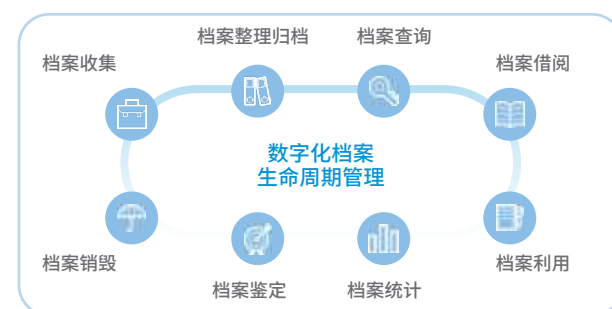 档案整理归档
档案查询
档案收集
档案借阅
数字化档案
生命周期管理
档案销毁
档案利用
档案鉴定
档案统计